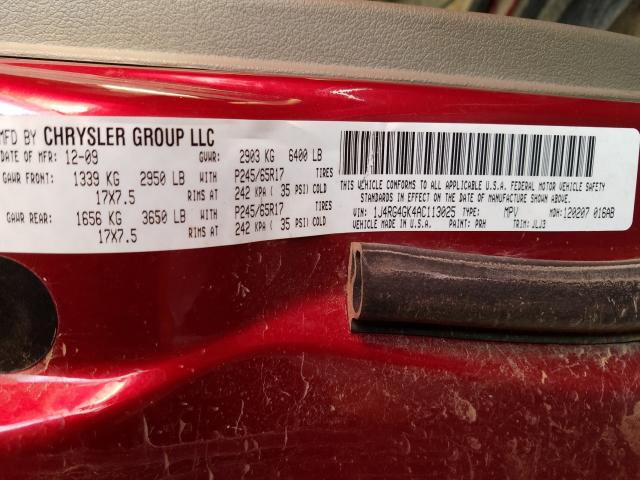 MFD BY CHRYSLER GROUP LLC
DATE OF MFR: 12-09 GVWR: 2903 KG 6400 LB
GAWR FRONT: 1339 KG 2950 LB WITH P245/65R17 TIRES
17X7.5 RIMS AT 242 KPA ( 35 PSI) COLD
GAWR REAR: 1656 KG 3650 LB WITH P245/65R17 TIRES
17X7.5 RIMS AT 242 KPA ( 35 PSI) COLD
THIS VEHICLE CONFORMS TO ALL APPLICABLE U.S.A. FEDERAL MOTOR VEHICLE SAFETY
STANDARDS IN EFFECT ON THE DATE OF MANUFACTURE SHOWN ABOVE.
VIN: 1J4RG4GK4AC113025 TYPE: MPV MDH: 120207 016AB
VEHICLE MADE IN U.S.A. PAINT: PRH TRIM: JLJ3